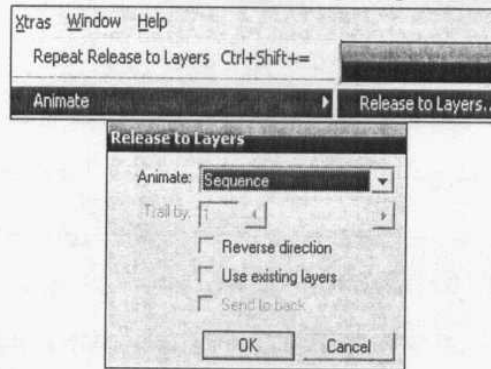 Xtras Window Help
Repeat Release to Layers Ctrl+Shift+=
Animate Release to Layers..
Release to Layers
Animate: Sequence
Trail by: 1
Reverse direction
Use existing layers
Send to back
OK Cancel